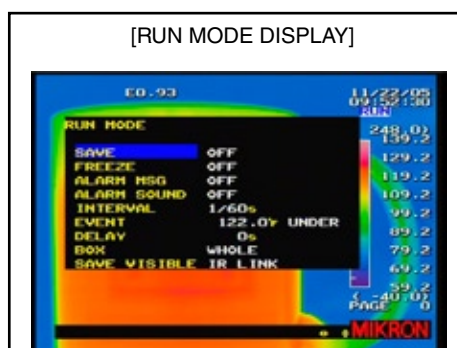 [RUN MODE DISPLAY]
E0.93
11/22/05
09:52:30
RUN
RUN MODE
248.0)
139.2
SAVE OFF
FREEZE OFF
129.2
ALARM MSG OFF
119.2
ALARM SOUND OFF
109.2
INTERVAL 1/60s
99.2
EVENT 122.0F UNDER
89.2
DELAY 0s
BOX WHOLE
79.2
SAVE VISIBLE IR LINK
69.2
59.2
( -40.0)
PAGE 0
MIKRON